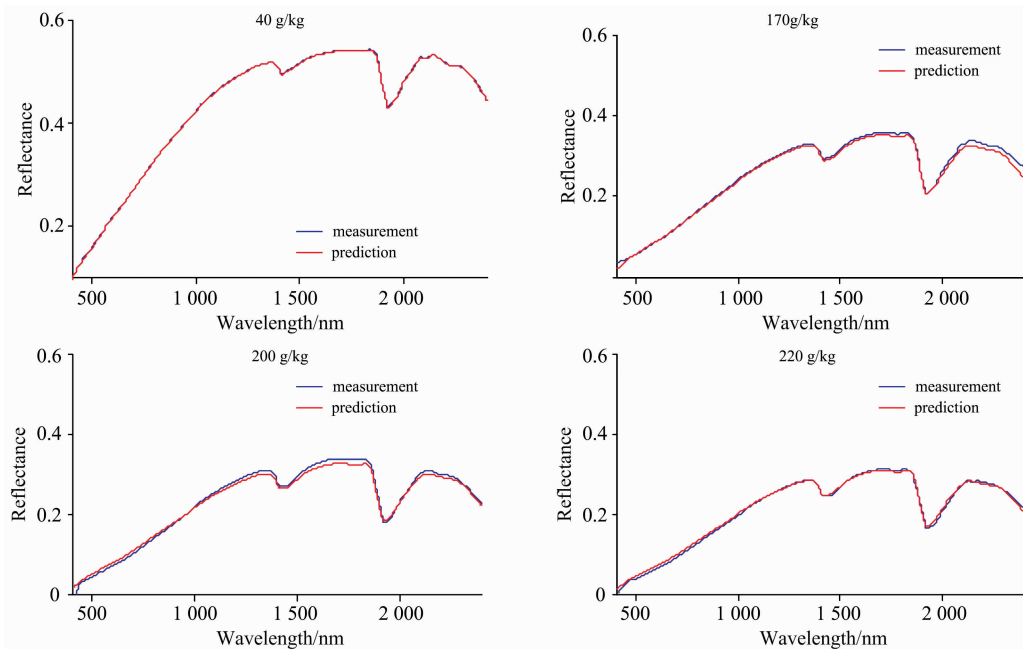 40 g/kg
0.6
0.4
0.2
Reflectance
measurement
prediction
500
1 000
1 500
2 000
Wavelength/nm
170g/kg
0.6
0.4
0.2
0
Reflectance
measurement
prediction
500
1 000
1 500
2 000
Wavelength/nm
200 g/kg
0.6
0.4
0.2
0
Reflectance
measurement
prediction
500
1 000
1 500
2 000
Wavelength/nm
220 g/kg
0.6
0.4
0.2
0
Reflectance
measurement
prediction
500
1 000
1 500
2 000
Wavelength/nm